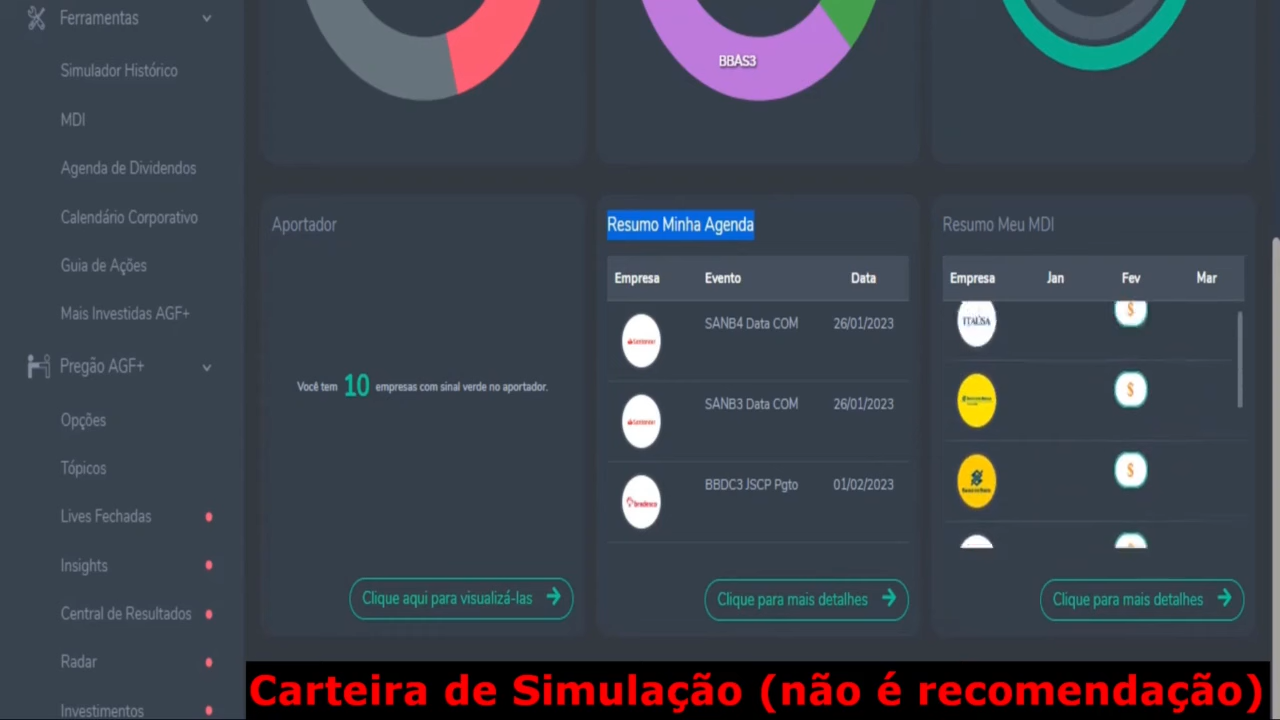 Ferramentas
Simulador Histórico
MDI
Agenda de Dividendos
Calendário Corporativo
Guia de Ações
Mais Investidas AGF+
Pregão AGF+
Opções
Tópicos
Lives Fechadas
Insights
Central de Resultados
Radar
Investimentos
BBAS3
Aportador
Você tem 10 empresas com sinal verde no aportador.
Clique aqui para visualizá-las
Resumo Minha Agenda
Empresa Evento Data
Santander SANB4 Data COM 26/01/2023
Santander SANB3 Data COM 26/01/2023
bradesco BBDC3 JSCP Pgto 01/02/2023
Clique para mais detalhes
Resumo Meu MDI
Empresa Jan Fev Mar
ITAÚSA $
$
$
Clique para mais detalhes
Carteira de Simulação (não é recomendação)